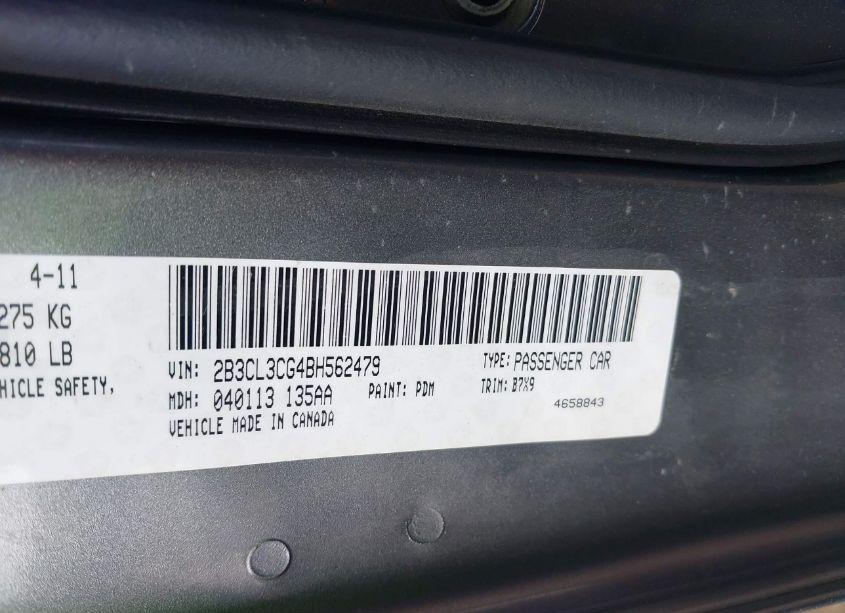 4-11
275 KG
810 LB
HICLE SAFETY,
VIN: 2B3CL3CG4BH562479
TYPE: PASSENGER CAR
MDH: 040113 135AA
PAINT: PDM
TRIM: B7X9
VEHICLE MADE IN CANADA
4658843